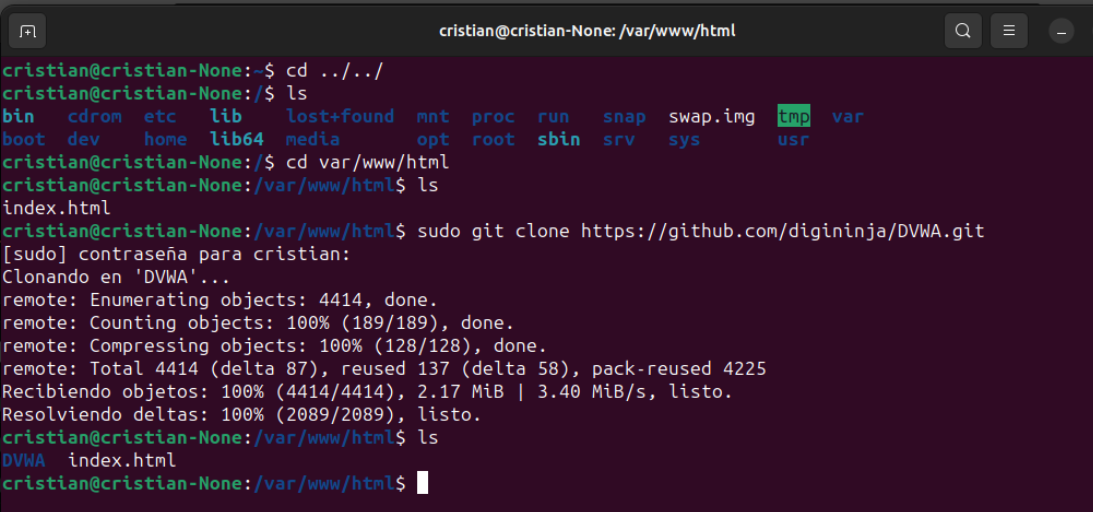 cristian@cristian-None: /var/www/html
cristian@cristian-None:~$ cd ../../
cristian@cristian-None:/$ ls
bin   cdrom  etc   lib    lost+found  mnt  proc  run   snap  swap.img  tmp  var
boot  dev    home  lib64  media       opt  root  sbin  srv   sys       usr
cristian@cristian-None:/$ cd var/www/html
cristian@cristian-None:/var/www/html$ ls
index.html
cristian@cristian-None:/var/www/html$ sudo git clone https://github.com/digininja/DVWA.git
[sudo] contraseña para cristian:
Clonando en 'DVWA'...
remote: Enumerating objects: 4414, done.
remote: Counting objects: 100% (189/189), done.
remote: Compressing objects: 100% (128/128), done.
remote: Total 4414 (delta 87), reused 137 (delta 58), pack-reused 4225
Recibiendo objetos: 100% (4414/4414), 2.17 MiB | 3.40 MiB/s, listo.
Resolviendo deltas: 100% (2089/2089), listo.
cristian@cristian-None:/var/www/html$ ls
DVWA  index.html
cristian@cristian-None:/var/www/html$